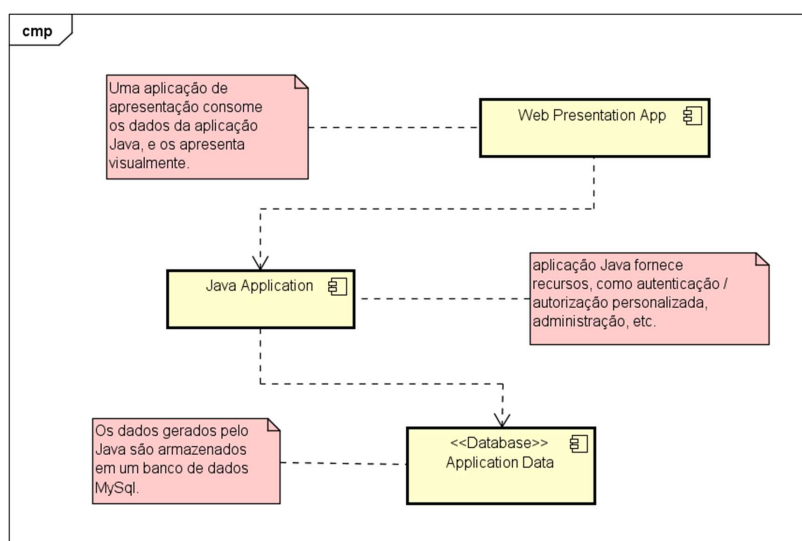 cmp
Uma aplicação de
apresentação consome
os dados da aplicação
Java, e os apresenta
visualmente.
Web Presentation App
Java Application
aplicação Java fornece
recursos, como autenticação /
autorização personalizada,
administração, etc.
Os dados gerados pelo
Java são armazenados
em um banco de dados
MySql.
<<Database>>
Application Data